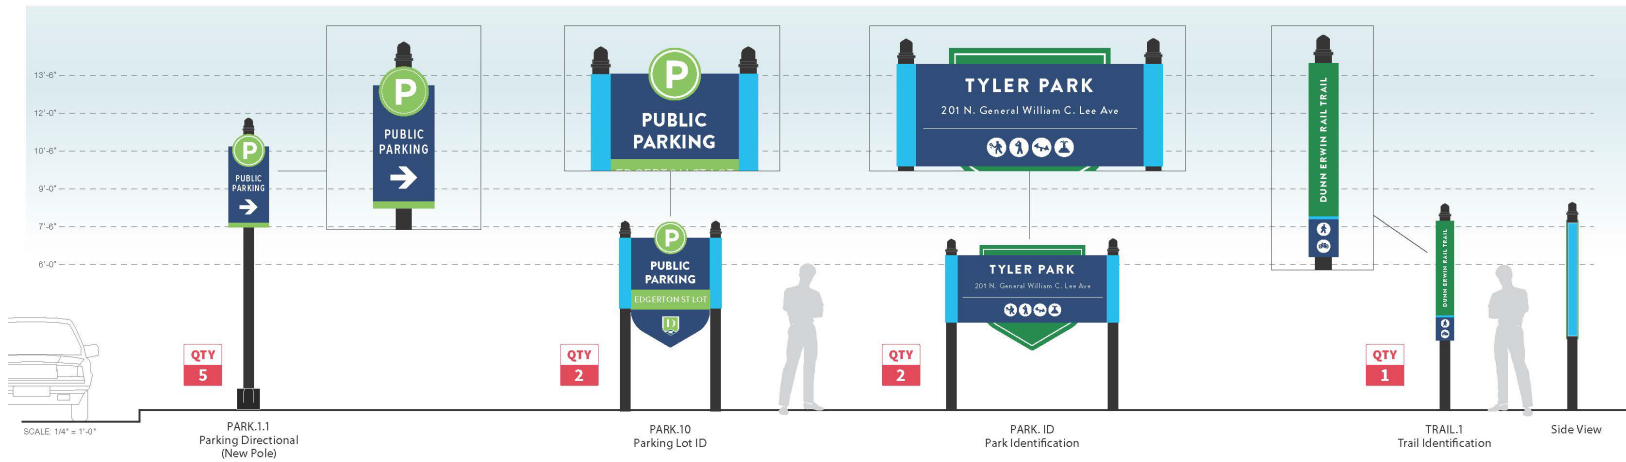 13'-6"
12'-0"
10'-6"
9'-0"
7'-6"
6'-0"
P
PUBLIC
PARKING
P
PUBLIC
PARKING
QTY
5
PARK.1.1
Parking Directional
(New Pole)
P
PUBLIC
PARKING
EDGERTON ST LOT
P
PUBLIC
PARKING
EDGERTON ST LOT
D
QTY
2
PARK.10
Parking Lot ID
TYLER PARK
201 N. General William C. Lee Ave
TYLER PARK
201 N. General William C. Lee Ave
QTY
2
PARK. ID
Park Identification
DUNN ERWIN RAIL TRAIL
DUNN ERWIN RAIL TRAIL
QTY
1
TRAIL.1
Trail Identification
Side View
SCALE: 1/4" = 1'-0"